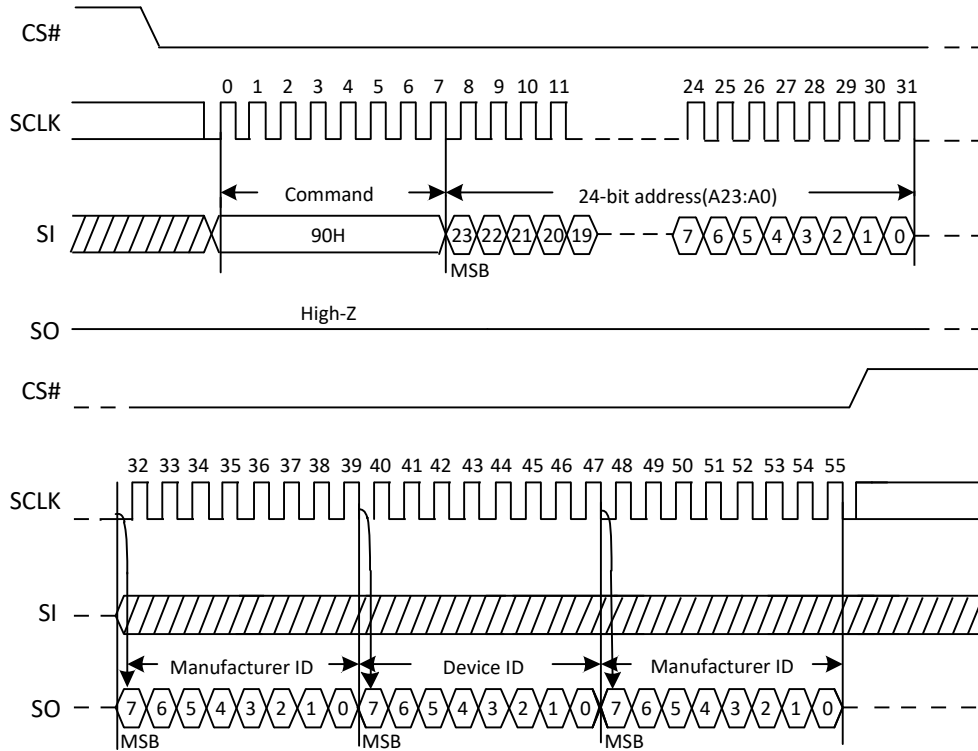 CS#
0 1 2 3 4 5 6 7 8 9 10 11 24 25 26 27 28 29 30 31
SCLK
Command 24-bit address(A23:A0)
SI 90H 23 22 21 20 19 7 6 5 4 3 2 1 0
MSB
High-Z
SO
CS#
32 33 34 35 36 37 38 39 40 41 42 43 44 45 46 47 48 49 50 51 52 53 54 55
SCLK
SI
Manufacturer ID Device ID Manufacturer ID
SO 7 6 5 4 3 2 1 0 7 6 5 4 3 2 1 0 7 6 5 4 3 2 1 0
MSB MSB MSB